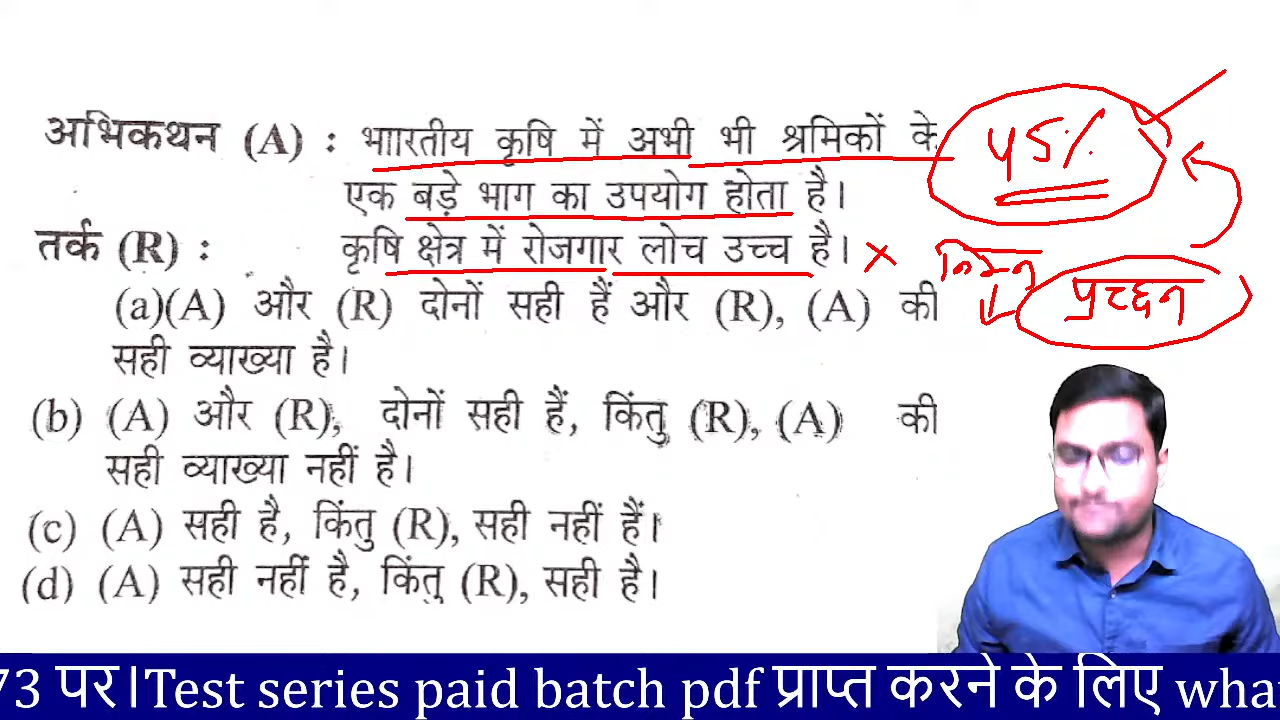 अभिकथन (A) : भाारतीय कृषि में अभी भी श्रमिकों के 45%
एक बड़े भाग का उपयोग होता है।
तर्क (R) : कृषि क्षेत्र में रोजगार लोच उच्च है। × निम्न
प्रच्छन
(a)(A) और (R) दोनों सही हैं और (R), (A) की
सही व्याख्या है।
(b) (A) और (R), दोनों सही हैं, किंतु (R), (A) की
सही व्याख्या नहीं है।
(c) (A) सही है, किंतु (R), सही नहीं हैं।
(d) (A) सही नहीं है, किंतु (R), सही है।
73 पर।Test series paid batch pdf प्राप्त करने के लिए wha